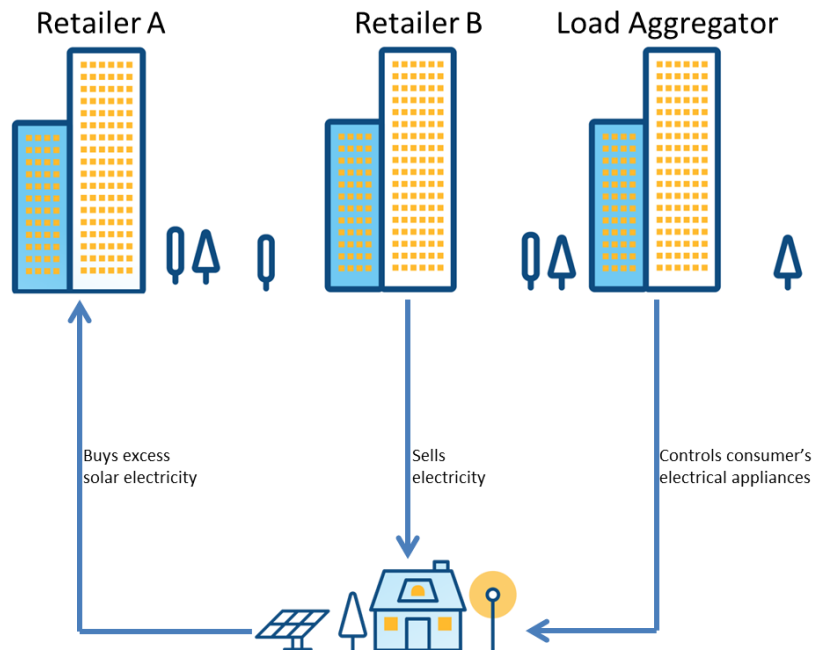 Retailer A
Retailer B
Load Aggregator
Buys excess
solar electricity
Sells
electricity
Controls consumer's
electrical appliances